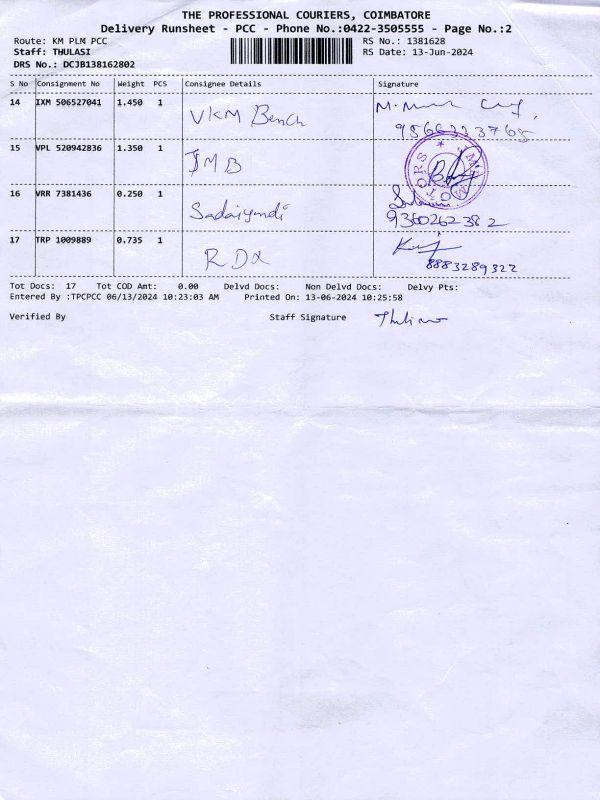 THE PROFESSIONAL COURIERS, COIMBATORE
Delivery Runsheet - PCC - Phone No.:0422-3505555 - Page No.:2
Route: KM PLM PCC RS No.: 1381628
Staff: THULASI RS Date: 13-Jun-2024
DRS No.: DCJB138162802
S No Consignment No Weight PCS Consignee Details Signature
14 IXM 506527041 1.450 1 VKM Bench
15 VPL 520942836 1.350 1 JMB
MOTORS
16 VRR 7381436 0.250 1 Sadaiyandi
9360262382
17 TRP 1009889 0.735 1 RDX
8883289322
Tot Docs: 17 Tot COD Amt: 0.00 Delvd Docs: Non Delvd Docs: Delvy Pts:
Entered By :TPCPCC 06/13/2024 10:23:03 AM Printed On: 13-06-2024 10:25:58
Verified By Staff Signature